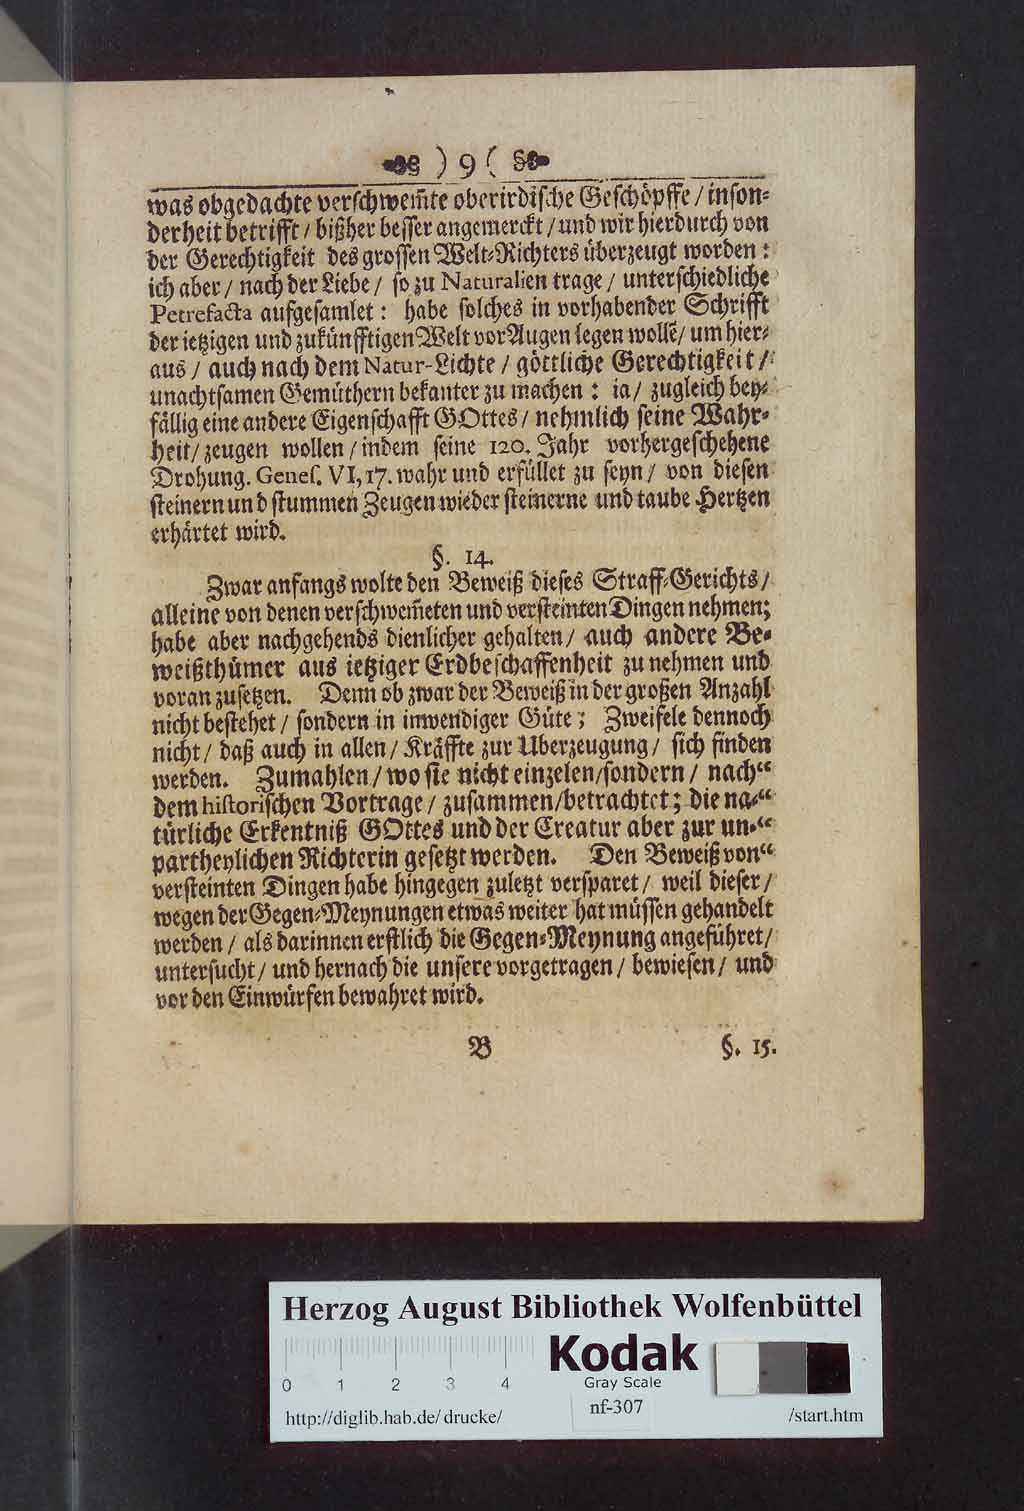 ) 9 (
was obgedachte verschwem̃te oberirdische Geschöpffe / inson⸗
derheit betrifft / bißher besser angemerckt / und wir hierdurch von
der Gerechtigkeit des grossen Welt⸗Richters überzeugt worden:
ich aber / nach der Liebe / so zu Naturalien trage / unterschiedliche
Petrefacta aufgesamlet: habe solches in vorhabender Schrifft
der ietzigen und zukünfftigen Welt vor Augen legen wollē / um hier⸗
aus / auch nach dem Natur-Lichte / göttliche Gerechtigkeit /
unachtsamen Gemüthern bekanter zu machen: ia / zugleich bey⸗
fällig eine andere Eigenschafft GOttes / nehmlich seine Wahr⸗
heit / zeugen wollen / indem seine 120. Jahr vorhergeschehene
Drohung. Genes. VI, 17. wahr und erfüllet zu seyn / von diesen
steinern und stummen Zeugen wieder steinerne und taube Hertzen
erhärtet wird.
§. 14.
Zwar anfangs wolte den Beweiß dieses Straff⸗Gerichts /
alleine von denen verschwem̃eten und versteinten Dingen nehmen;
habe aber nachgehends dienlicher gehalten / auch andere Be⸗
weißthümer aus ietziger Erdbeschaffenheit zu nehmen und
voran zusetzen. Denn ob zwar der Beweiß in der großen Anzahl
nicht bestehet / sondern in inwendiger Güte; Zweifele dennoch
nicht / daß auch in allen / Kräffte zur Uberzeugung / sich finden
werden. Zumahlen / wo sie nicht einzelen / sondern / nach“
dem historischen Vortrage / zusammen / betrachtet; die na⸗“
türliche Erkentniß GOttes und der Creatur aber zur un⸗“
partheylichen Richterin gesetzt werden. Den Beweiß von“
versteinten Dingen habe hingegen zuletzt versparet / weil dieser /
wegen der Gegen⸗Meynungen etwas weiter hat müssen gehandelt
werden / als darinnen erstlich die Gegen⸗Meynung angeführet /
untersucht / und hernach die unsere vorgetragen / bewiesen / und
vor den Einwürfen bewahret wird.
B §. 15.
Herzog August Bibliothek Wolfenbüttel
0 1 2 3 4
Kodak
Gray Scale
http://diglib.hab.de/drucke/ nf-307 /start.htm